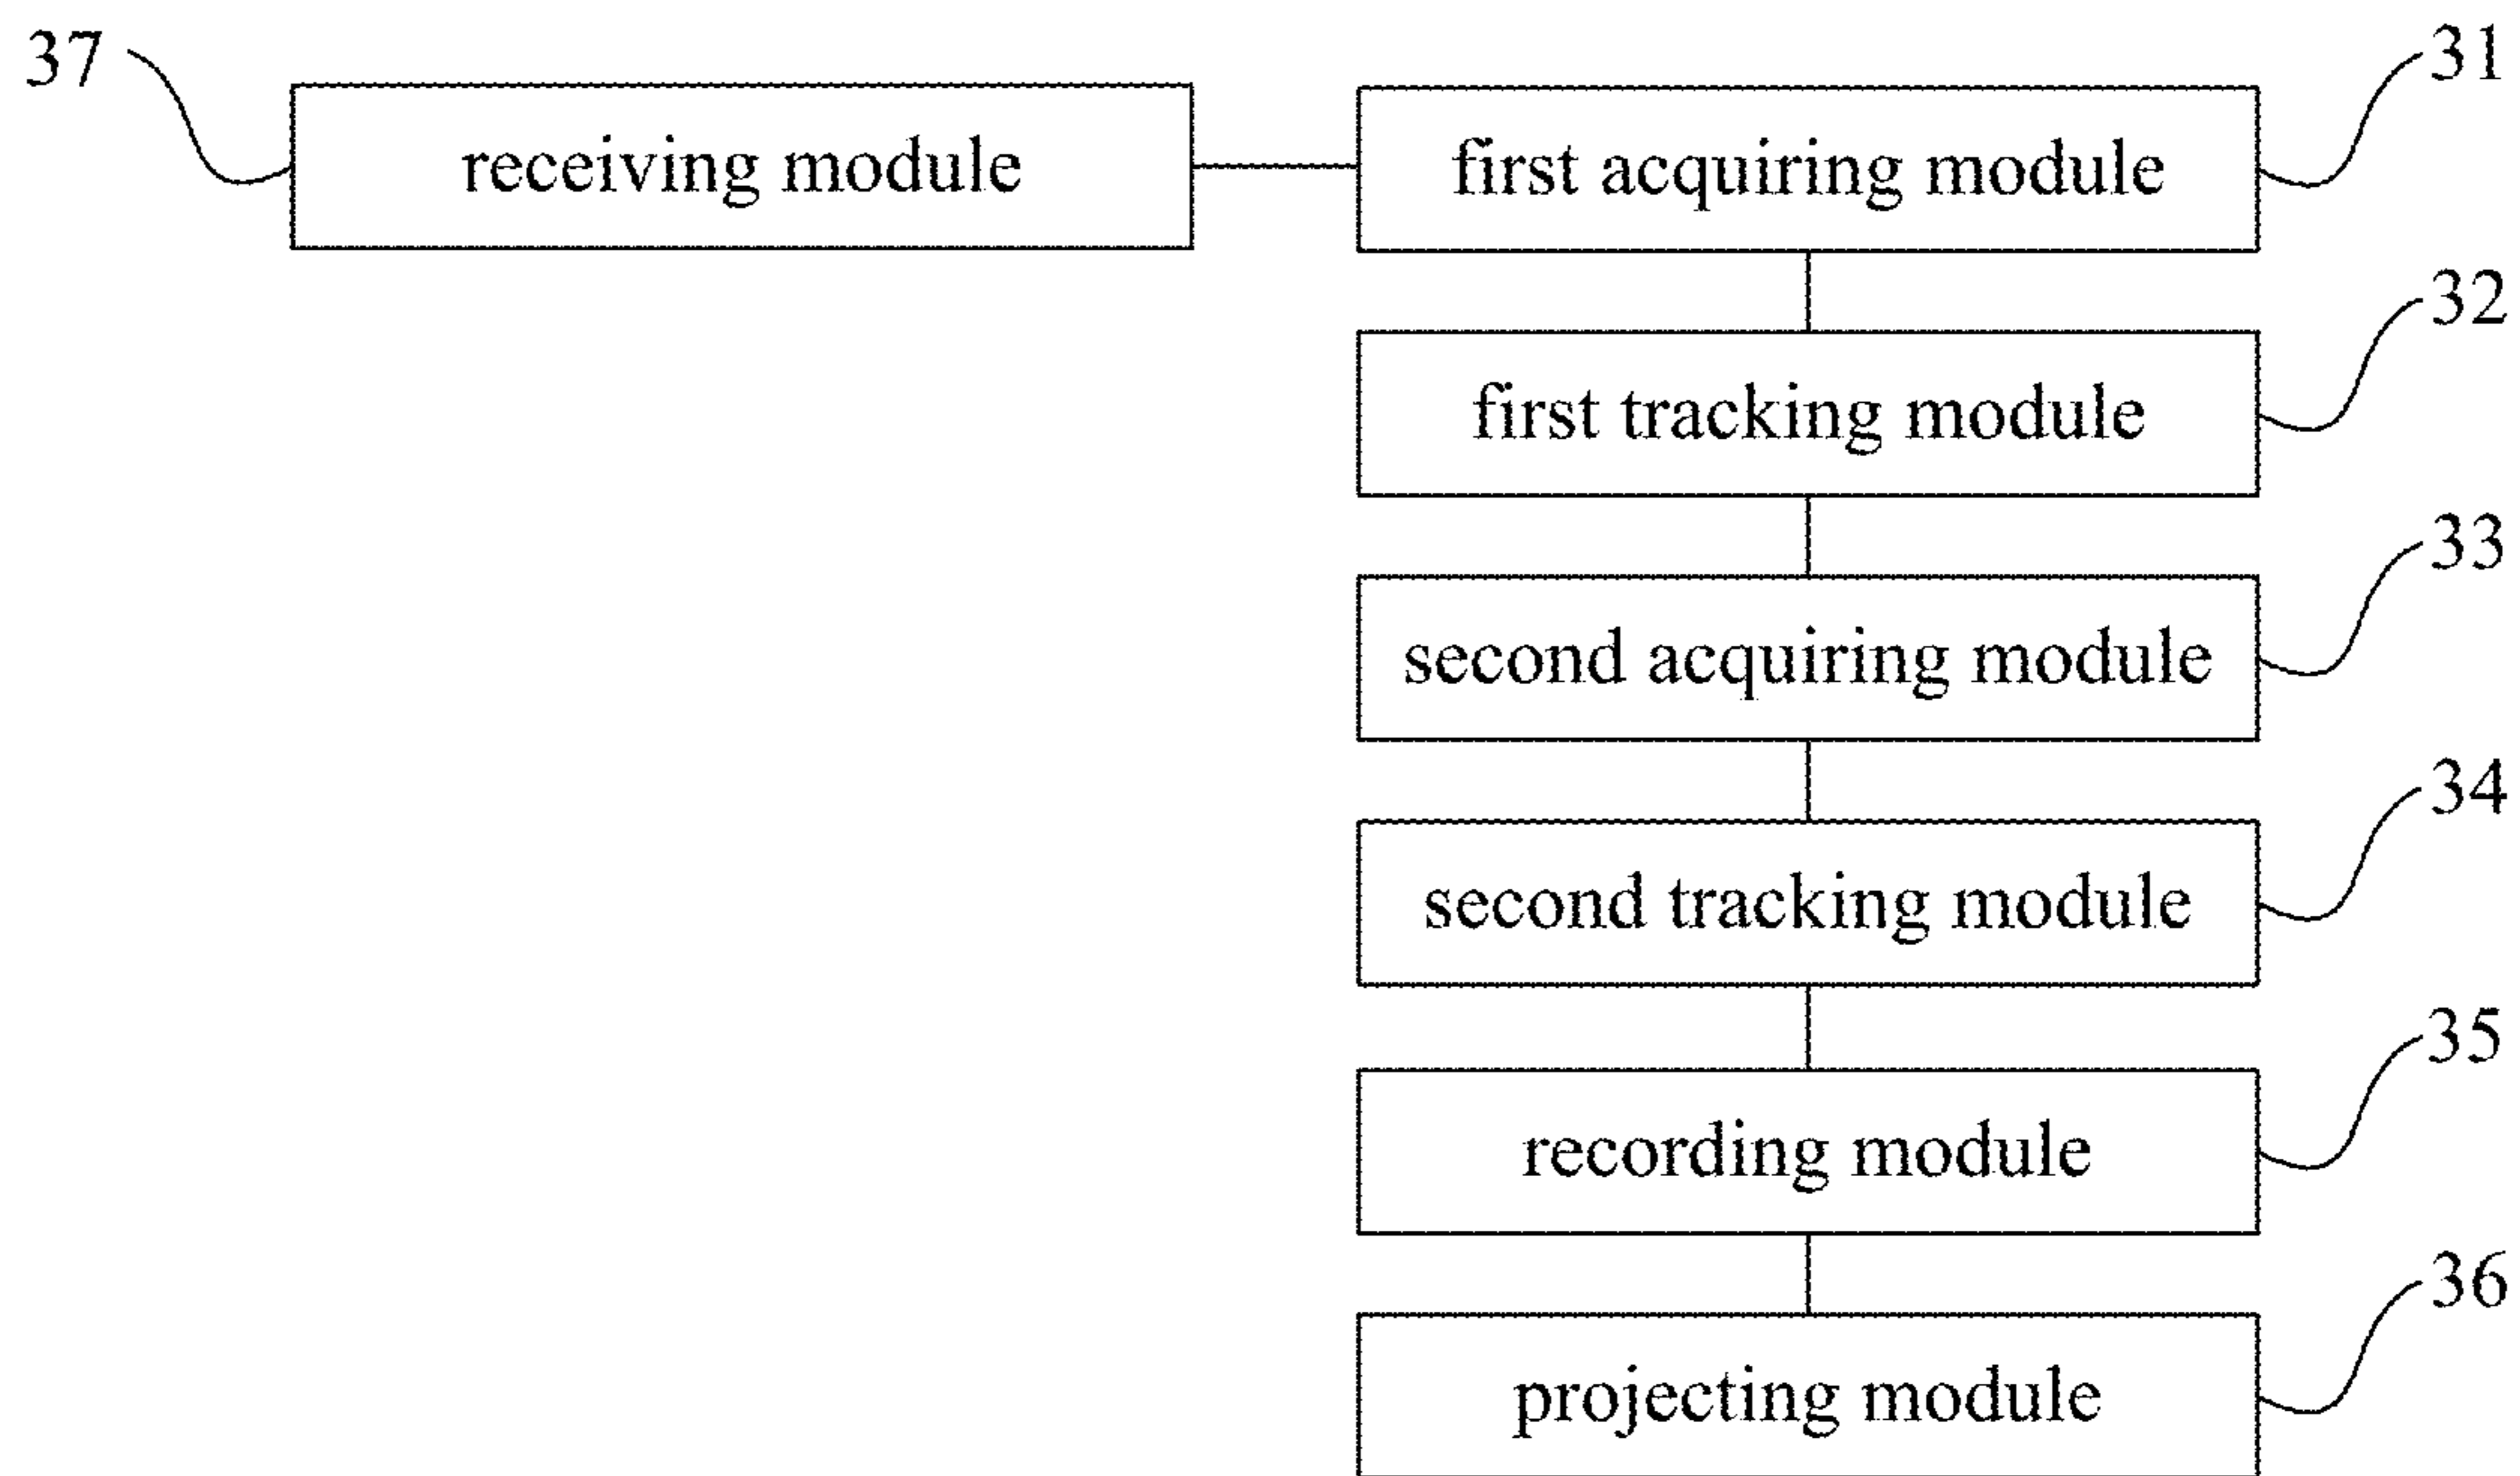 37
receiving module
first acquiring module
31
first tracking module
32
second acquiring module
33
second tracking module
34
recording module
35
projecting module
36